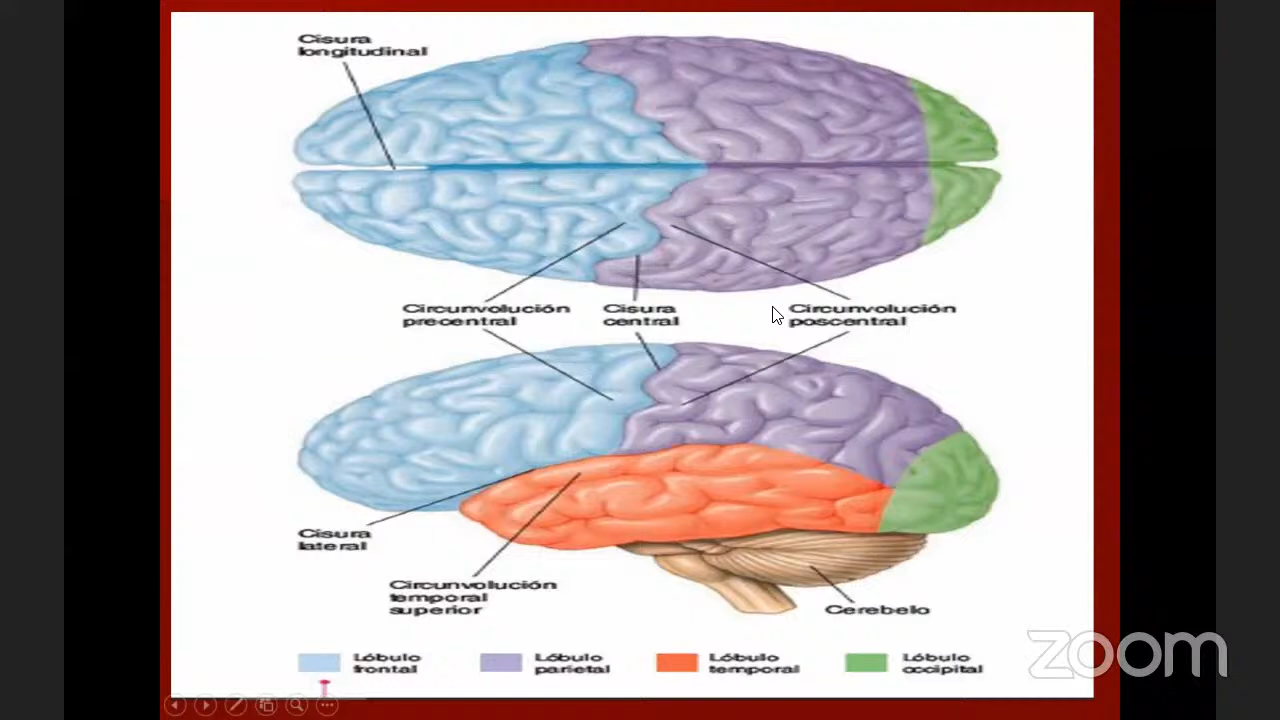 Cisura
longitudinal
Circunvolución
precentral
Cisura
central
Circunvolución
poscentral
Cisura
lateral
Circunvolución
temporal
superior
Cerebelo
Lóbulo
frontal
Lóbulo
parietal
Lóbulo
temporal
Lóbulo
occipital
zoom